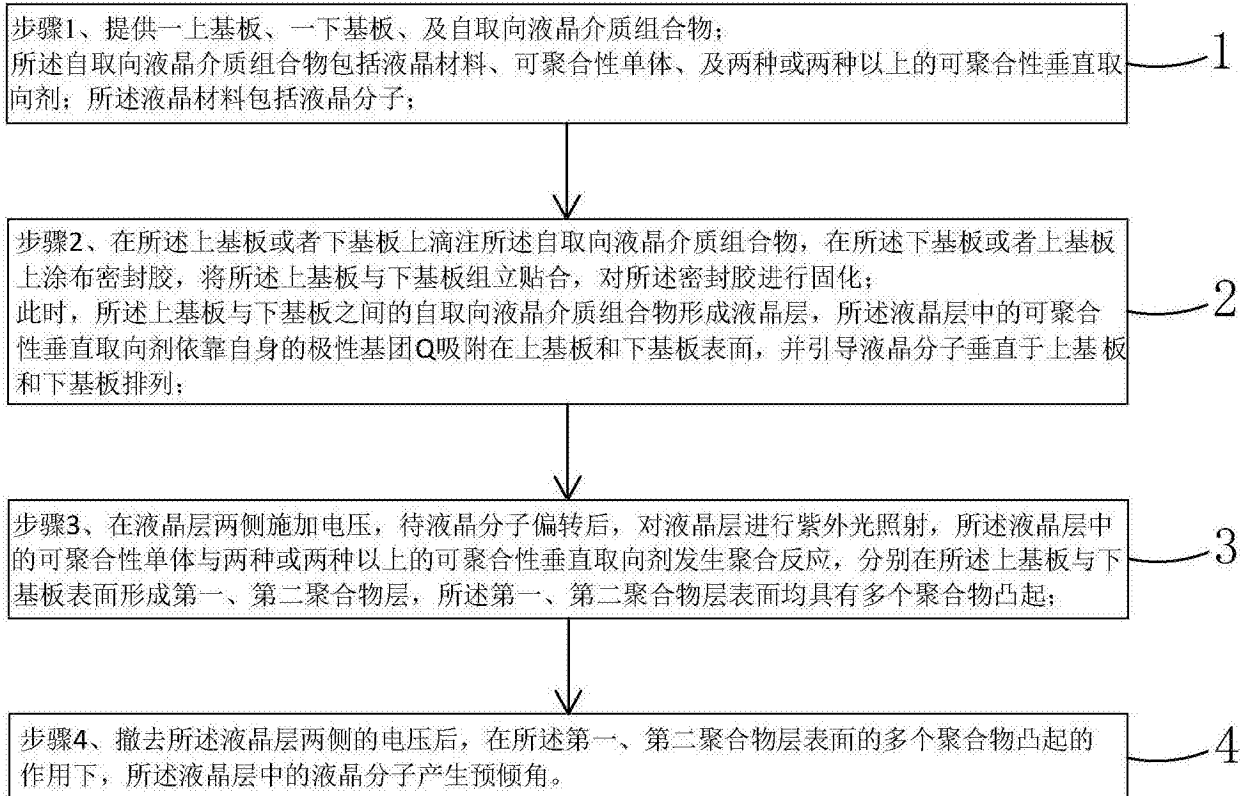 步骤1、提供一上基板、一下基板、及自取向液晶介质组合物；
所述自取向液晶介质组合物包括液晶材料、可聚合性单体、及两种或两种以上的可聚合性垂直取
向剂；所述液晶材料包括液晶分子；
1
步骤2、在所述上基板或者下基板上滴注所述自取向液晶介质组合物，在所述下基板或者上基板
上涂布密封胶，将所述上基板与下基板组立贴合，对所述密封胶进行固化；
此时，所述上基板与下基板之间的自取向液晶介质组合物形成液晶层，所述液晶层中的可聚合
性垂直取向剂依靠自身的极性基团Q吸附在上基板和下基板表面，并引导液晶分子垂直于上基板
和下基板排列；
2
步骤3、在液晶层两侧施加电压，待液晶分子偏转后，对液晶层进行紫外光照射，所述液晶层中
的可聚合性单体与两种或两种以上的可聚合性垂直取向剂发生聚合反应，分别在所述上基板与下
基板表面形成第一、第二聚合物层，所述第一、第二聚合物层表面均具有多个聚合物凸起；
3
步骤4、撤去所述液晶层两侧的电压后，在所述第一、第二聚合物层表面的多个聚合物凸起的
作用下，所述液晶层中的液晶分子产生预倾角。
4